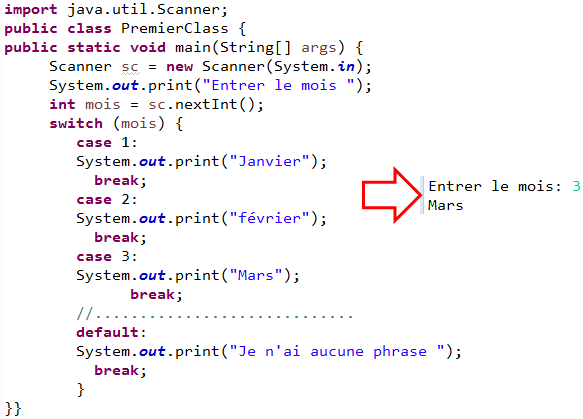 import java.util.Scanner;
public class PremierClass {
public static void main(String[] args) {
Scanner sc = new Scanner(System.in);
System.out.print("Entrer le mois ");
int mois = sc.nextInt();
switch (mois) {
case 1:
System.out.print("Janvier");
break;
case 2:
System.out.print("février");
break;
case 3:
System.out.print("Mars");
break;
//.............................
default:
System.out.print("Je n'ai aucune phrase ");
break;
}
}}
Entrer le mois: 3
Mars